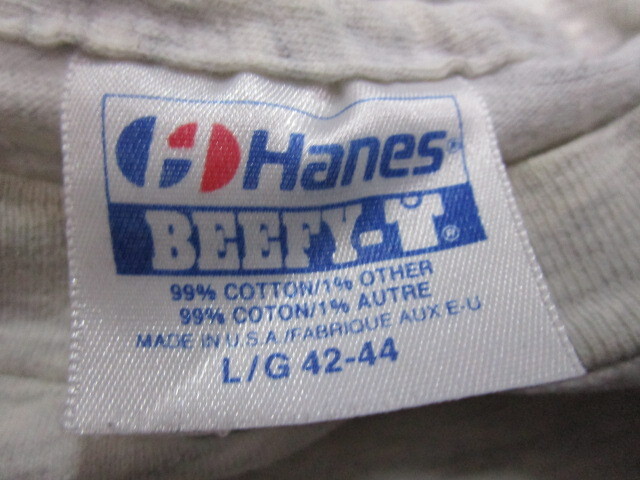 Hanes®
BEEFY-T®
99% COTTON/1% OTHER
99% COTON/1% AUTRE
MADE IN U.S.A./FABRIQUE AUX E-U
L/G 42-44